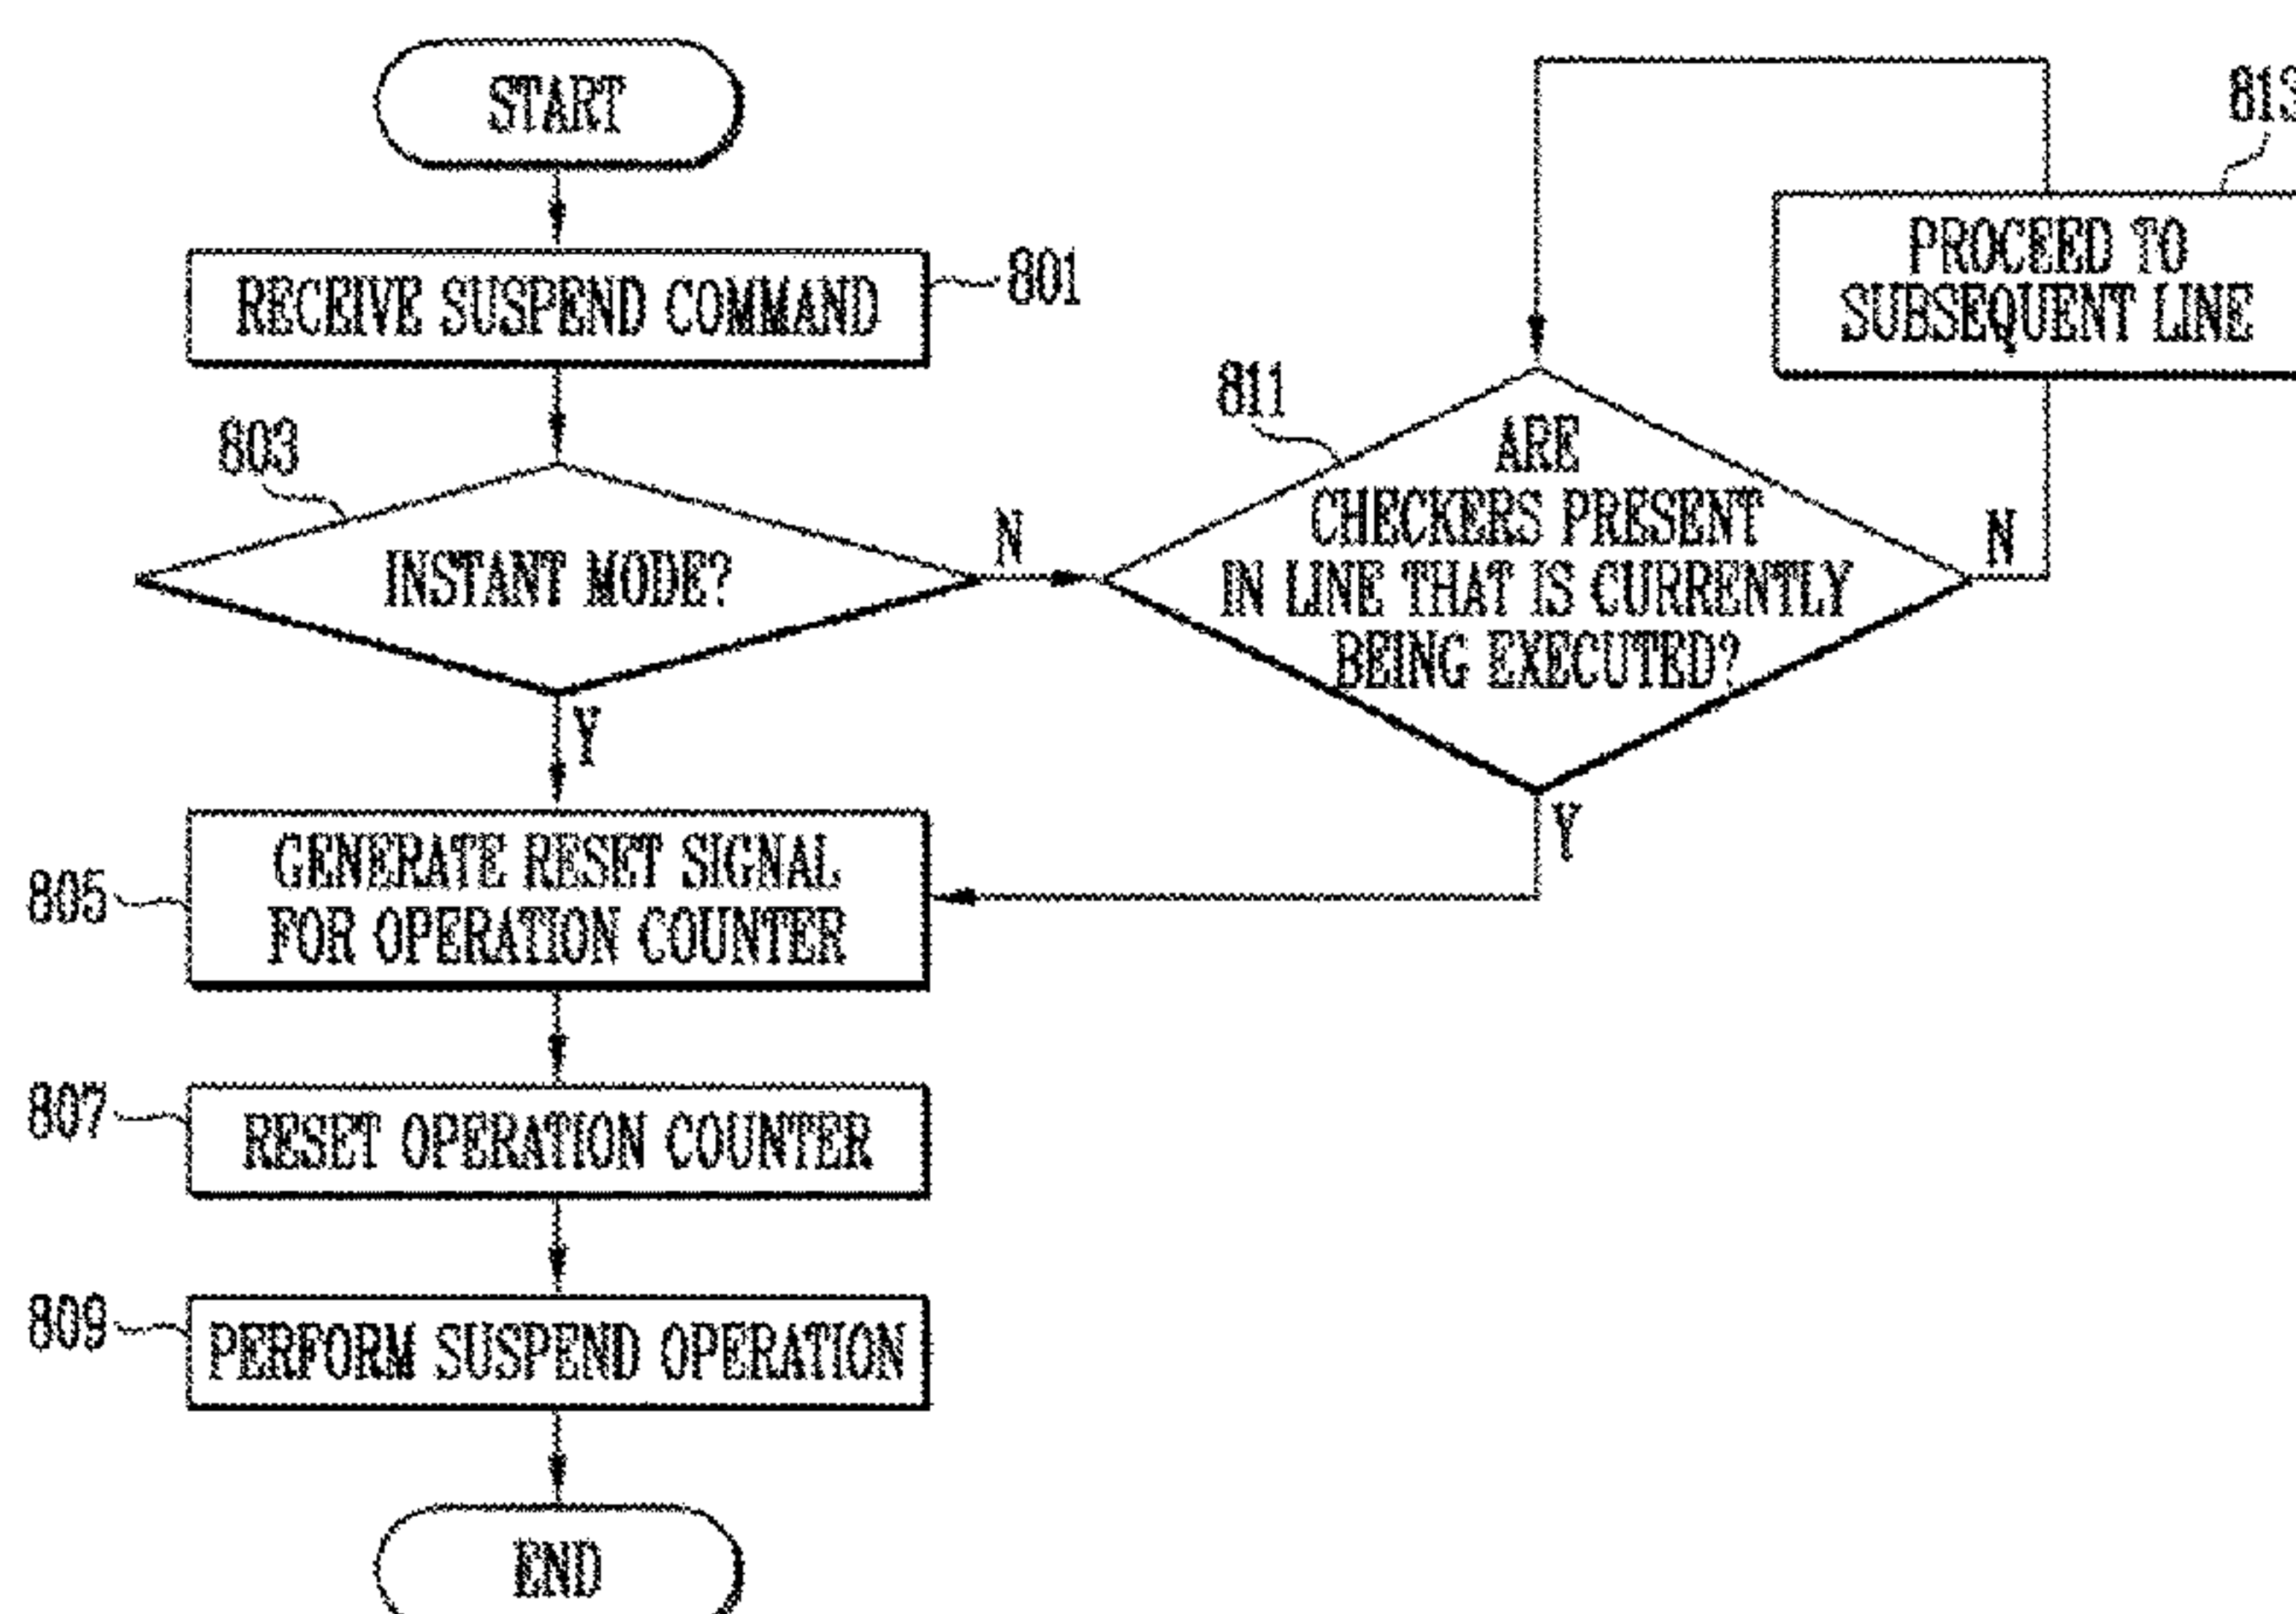 START
RECEIVE SUSPEND COMMAND
801
803
INSTANT MODE?
N
Y
805
GENERATE RESET SIGNAL
FOR OPERATION COUNTER
807
RESET OPERATION COUNTER
809
PERFORM SUSPEND OPERATION
END
811
ARE
CHECKERS PRESENT
IN LINE THAT IS CURRENTLY
BEING EXECUTED?
N
Y
813
PROCEED TO
SUBSEQUENT LINE